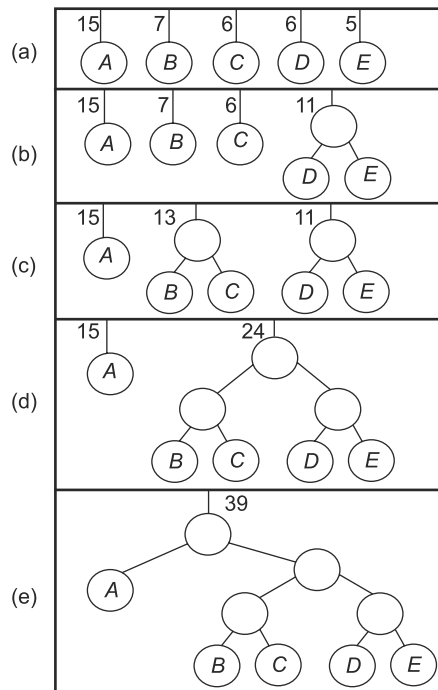 (a)
15 7 6 6 5
A B C D E
(b)
15 7 6 11
A B C
D E
(c)
15 13 11
A
B C D E
(d)
15 24
A
B C D E
(e)
39
A
B C D E